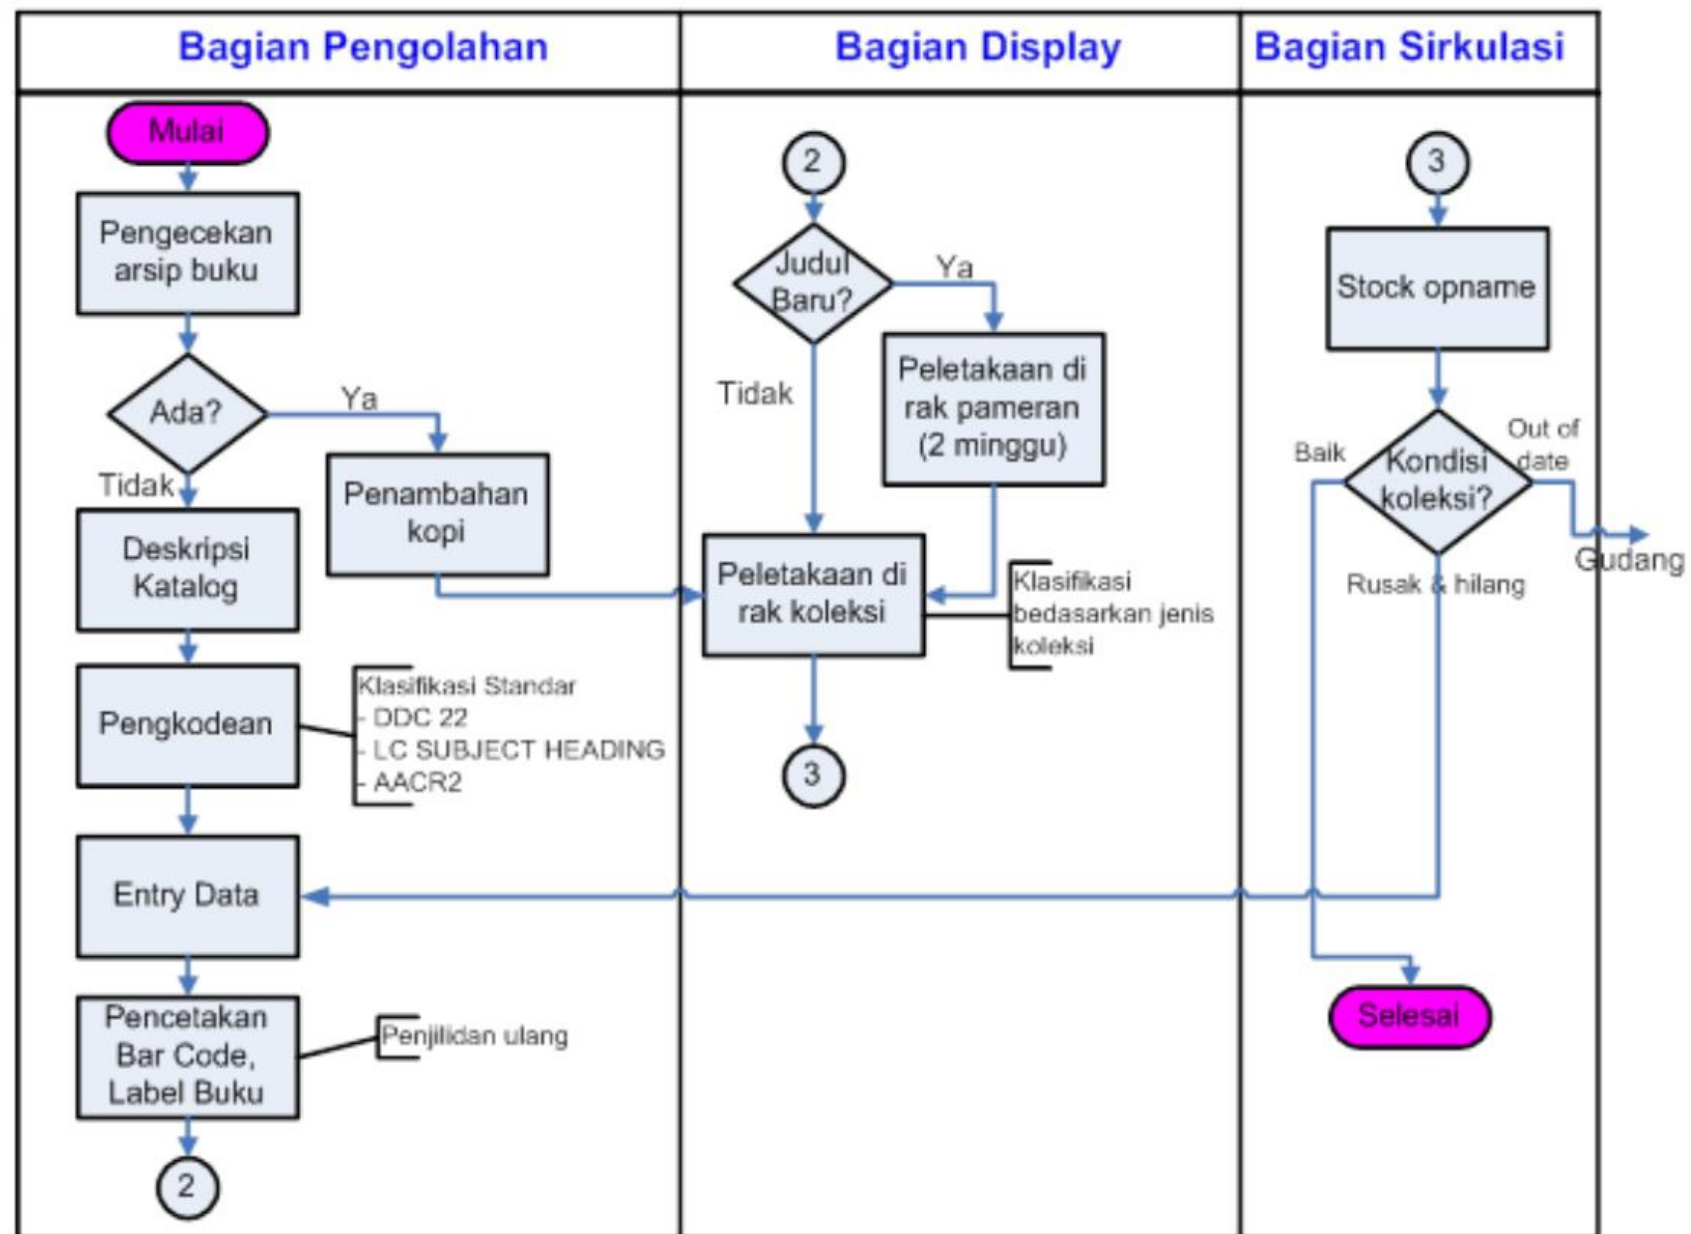 Bagian Pengolahan
Bagian Display
Bagian Sirkulasi
Mulai
Pengecekan
arsip buku
Ada?
Ya
Tidak
Penambahan
kopi
Deskripsi
Katalog
Pengkodean
Klasifikasi Standar
- DDC 22
- LC SUBJECT HEADING
- AACR2
Entry Data
Pencetakan
Bar Code,
Label Buku
Penjilidan ulang
2
2
Judul
Baru?
Ya
Tidak
Peletakaan di
rak pameran
(2 minggu)
Peletakaan di
rak koleksi
Klasifikasi
bedasarkan jenis
koleksi
3
3
Stock opname
Kondisi
koleksi?
Baik
Out of
date
Gudang
Rusak & hilang
Selesai